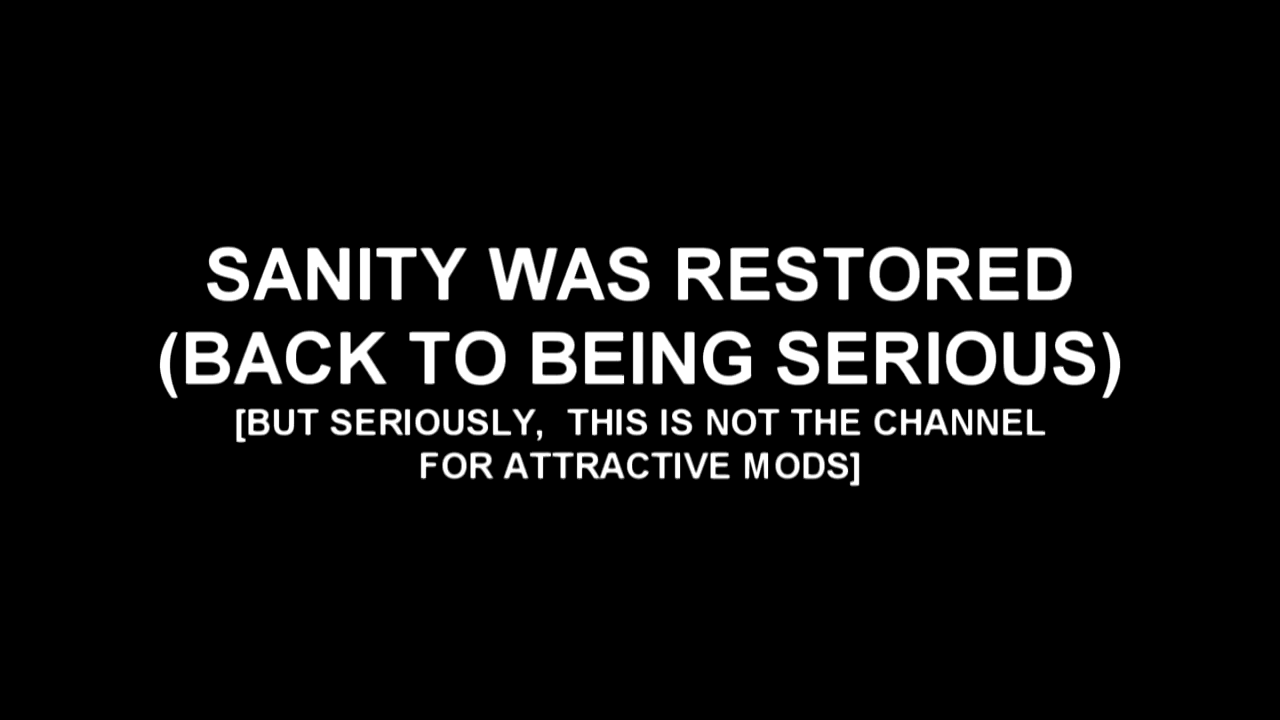 SANITY WAS RESTORED
(BACK TO BEING SERIOUS)
[BUT SERIOUSLY,  THIS IS NOT THE CHANNEL
FOR ATTRACTIVE MODS]